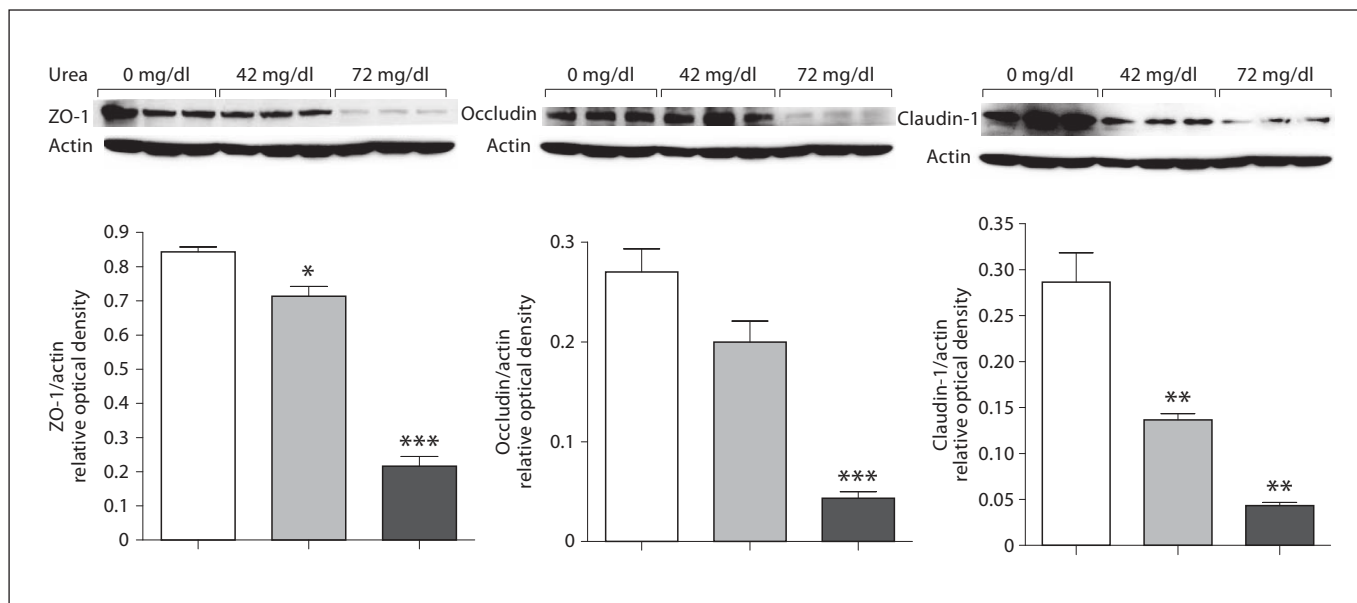 Urea 0 mg/dl 42 mg/dl 72 mg/dl
ZO-1
Actin
0.9
0.8
0.7
0.6
0.5
0.4
0.3
0.2
0.1
0
ZO-1/actin
relative optical density
*
***
0 mg/dl 42 mg/dl 72 mg/dl
Occludin
Actin
0.3
0.2
0.1
0
Occludin/actin
relative optical density
***
0 mg/dl 42 mg/dl 72 mg/dl
Claudin-1
Actin
0.35
0.30
0.25
0.20
0.15
0.10
0.05
0
Claudin-1/actin
relative optical density
**
**